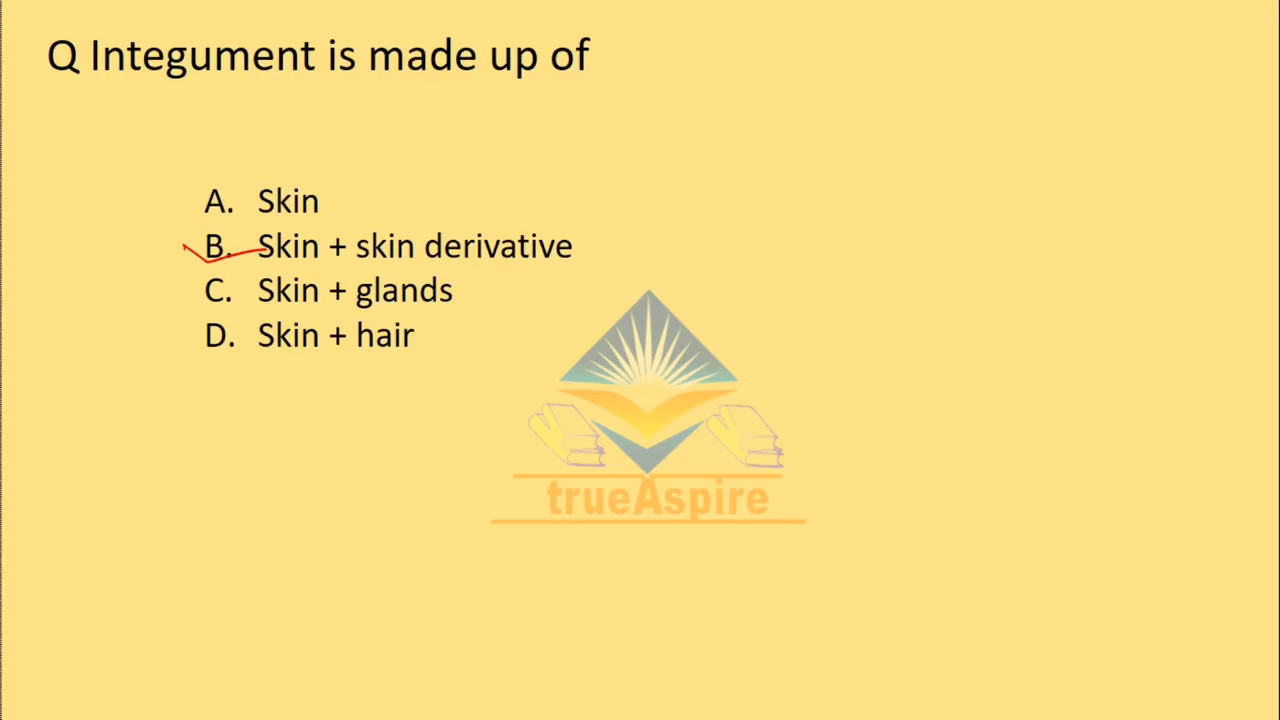 Q Integument is made up of
A. Skin
B. Skin + skin derivative
C. Skin + glands
D. Skin + hair
trueAspire